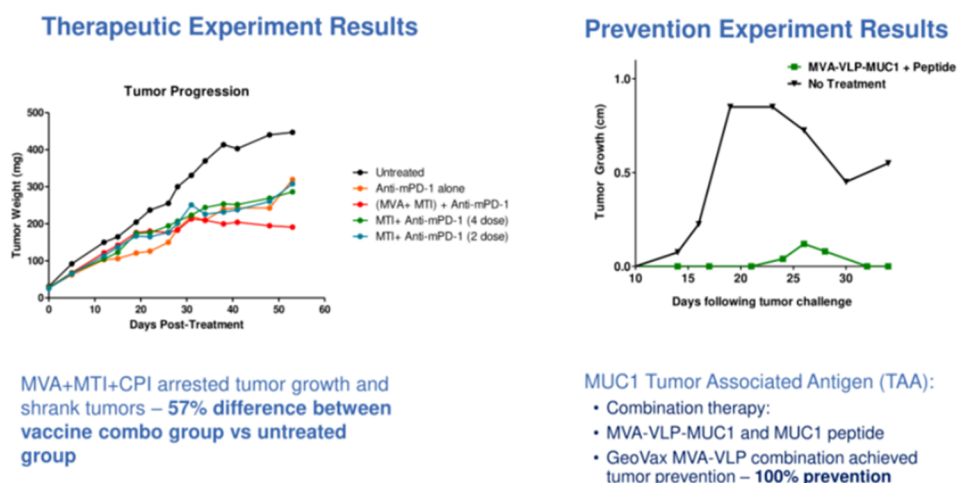 Therapeutic Experiment Results
Tumor Progression
500
400
300
200
100
0
Tumor Weight (mg)
0 10 20 30 40 50 60
Days Post-Treatment
Untreated
Anti-mPD-1 alone
(MVA+ MTI) + Anti-mPD-1
MTI+ Anti-mPD-1 (4 dose)
MTI+ Anti-mPD-1 (2 dose)
MVA+MTI+CPI arrested tumor growth and
shrank tumors – 57% difference between
vaccine combo group vs untreated
group
Prevention Experiment Results
MVA-VLP-MUC1 + Peptide
No Treatment
1.0
0.5
0.0
Tumor Growth (cm)
10 15 20 25 30
Days following tumor challenge
MUC1 Tumor Associated Antigen (TAA):
• Combination therapy:
• MVA-VLP-MUC1 and MUC1 peptide
• GeoVax MVA-VLP combination achieved
tumor prevention – 100% prevention